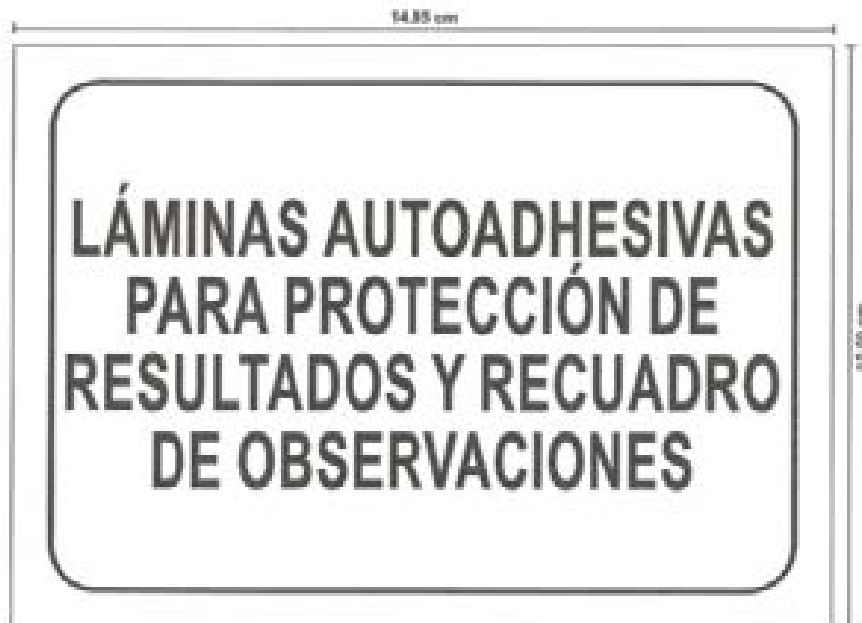 14.85 cm
LÁMINAS AUTOADHESIVAS
PARA PROTECCIÓN DE
RESULTADOS Y RECUADRO
DE OBSERVACIONES